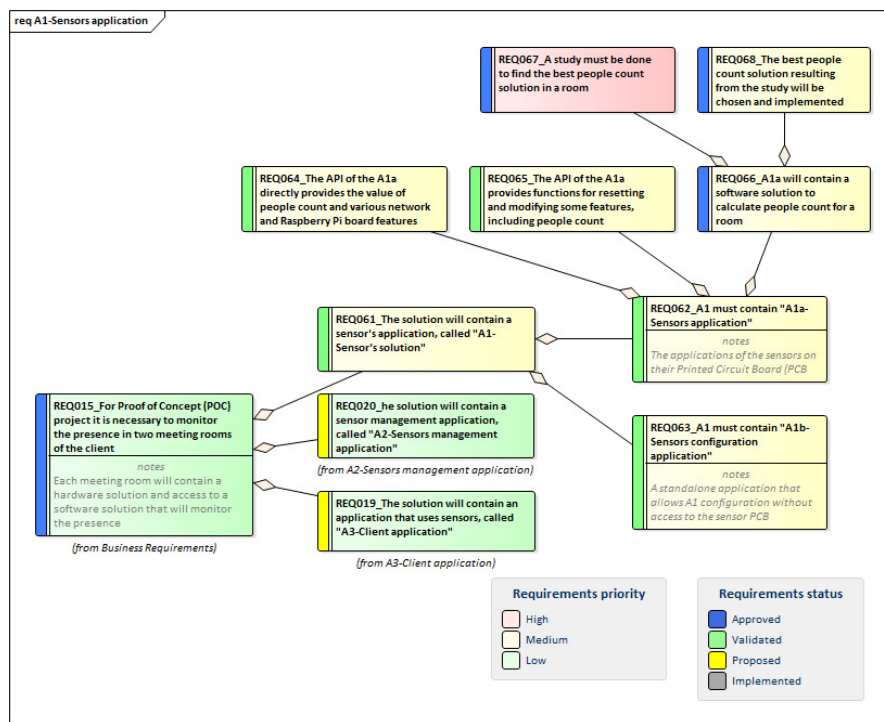 req A1-Sensors application
REQ067_A study must be done
to find the best people count
solution in a room
REQ068_The best people
count solution resulting
from the study will be
chosen and implemented
REQ064_The API of the A1a
directly provides the value of
people count and various network
and Raspberry Pi board features
REQ065_The API of the A1a
provides functions for resetting
and modifying some features,
including people count
REQ066_A1a will contain a
software solution to
calculate people count for a
room
REQ061_The solution will contain a
sensor's application, called "A1-
Sensor's solution"
REQ062_A1 must contain "A1a-
Sensors application"
notes
The applications of the sensors on
their Printed Circuit Board (PCB
REQ015_For Proof of Concept (POC)
project it is necessary to monitor
the presence in two meeting rooms
of the client
notes
Each meeting room will contain a
hardware solution and access to a
software solution that will monitor
the presence
(from Business Requirements)
REQ020_he solution will contain a
sensor management application,
called "A2-Sensors management
application"
(from A2-Sensors management application)
REQ063_A1 must contain "A1b-
Sensors configuration
application"
notes
A standalone application that
allows A1 configuration without
access to the sensor PCB
REQ019_The solution will contain an
application that uses sensors, called
"A3-Client application"
(from A3-Client application)
Requirements priority
High
Medium
Low
Requirements status
Approved
Validated
Proposed
Implemented